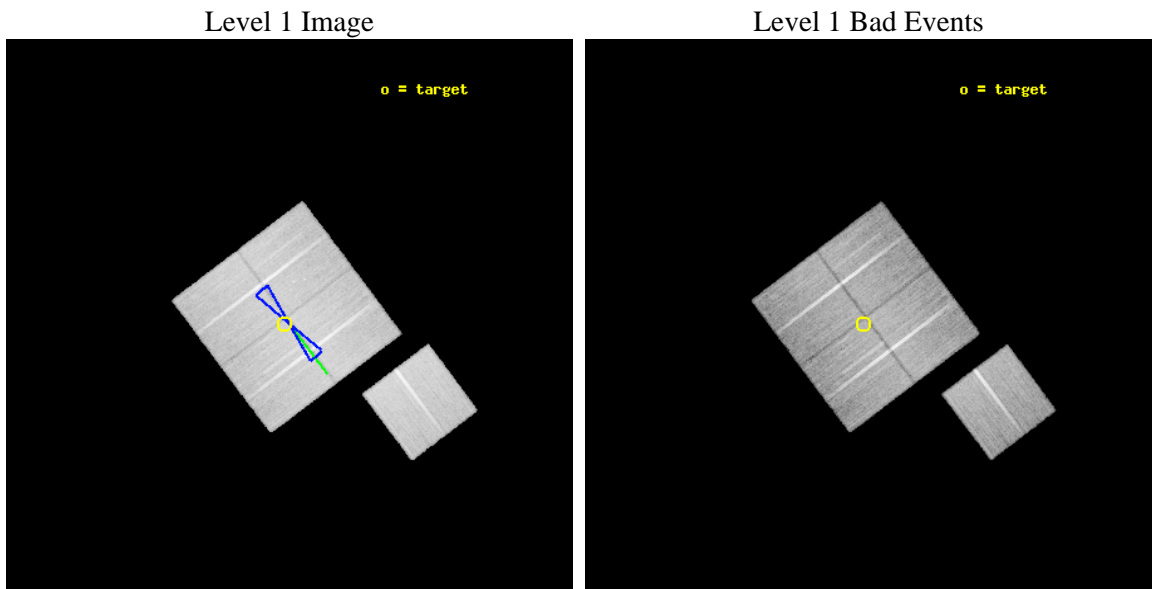 Level 1 Image
Level 1 Bad Events
o = target
o = target